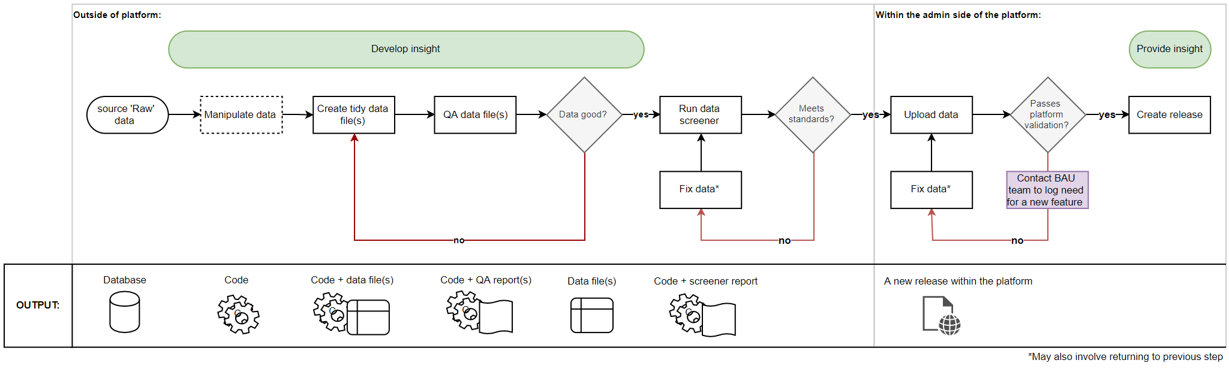 Outside of platform:
Within the admin side of the platform:
Develop insight
Provide insight
source 'Raw'
data
Manipulate data
Create tidy data
file(s)
QA data file(s)
Data good?
yes
Run data
screener
Meets
standards?
yes
Upload data
Passes
platform
validation?
yes
Create release
Fix data*
Fix data*
Contact BAU
team to log need
for a new feature
no
no
no
OUTPUT:
Database
Code
Code + data file(s)
Code + QA report(s)
Data file(s)
Code + screener report
A new release within the platform
*May also involve returning to previous step